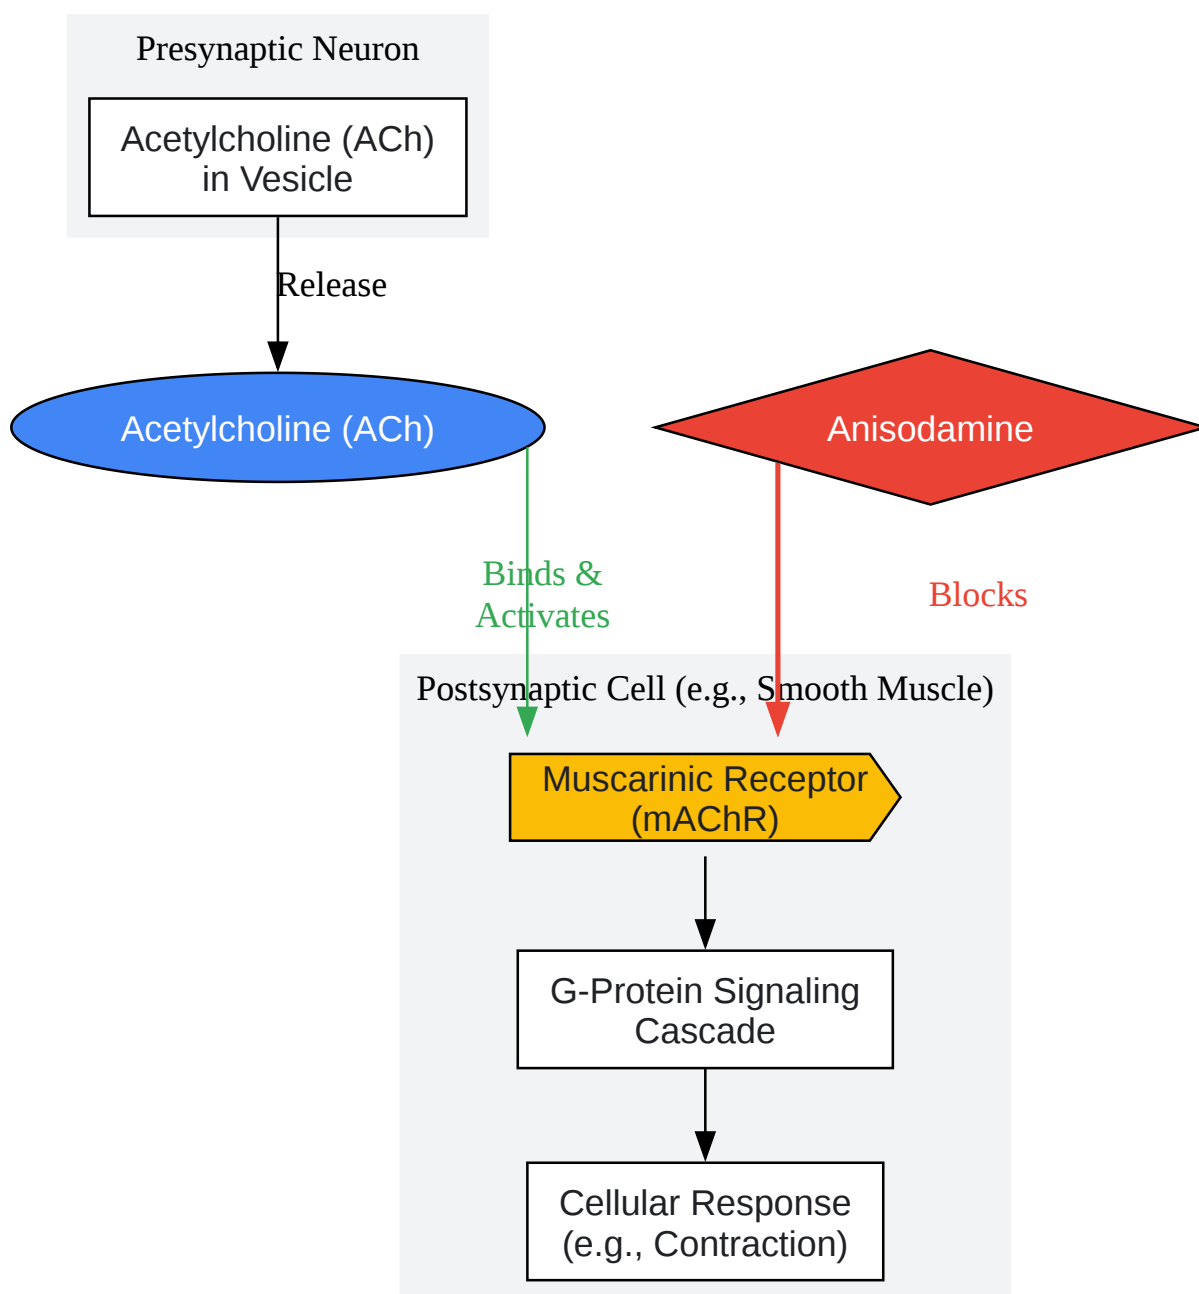 Presynaptic Neuron
Acetylcholine (ACh)
in Vesicle
Release
Acetylcholine (ACh)
Anisodamine
Binds &
Activates
Blocks
Postsynaptic Cell (e.g., Smooth Muscle)
Muscarinic Receptor
(mAChR)
G-Protein Signaling
Cascade
Cellular Response
(e.g., Contraction)